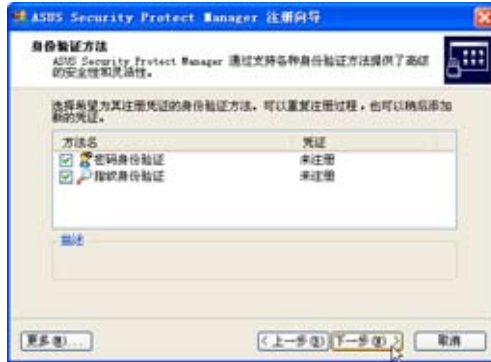 ASUS Security Protect Manager 注册向导
身份验证方法
ASUS Security Protect Manager 通过支持各种身份验证方法提供了高级
的安全性和灵活性。
选择希望为其注册凭证的身份验证方法。可以重复注册过程，也可以稍后添加
新的凭证。
方法名 凭证
密码身份验证 未注册
指纹身份验证 未注册
描述
更多(M)... <上一步(B) 下一步(N)> 取消